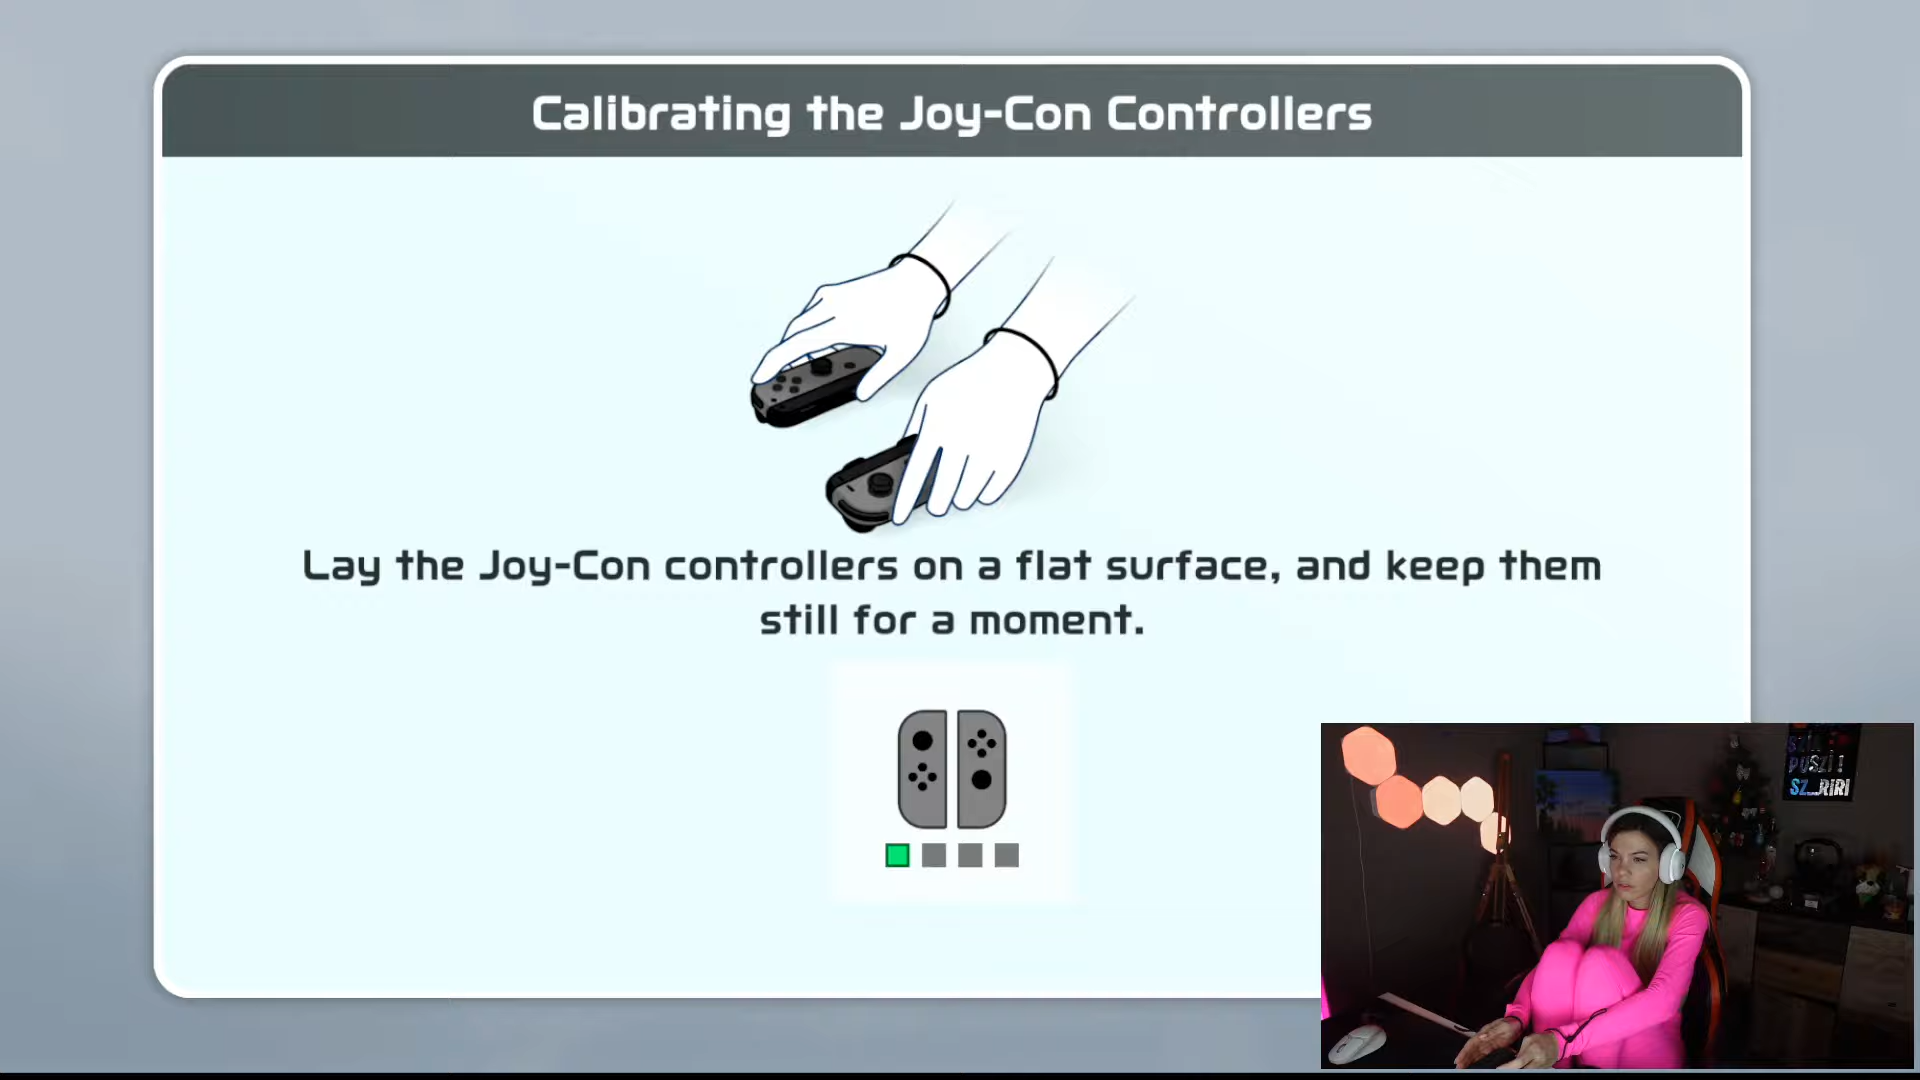 Calibrating the Joy-Con Controllers
Lay the Joy-Con controllers on a flat surface, and keep them
still for a moment.
PUSZI!
SZ_RIRI